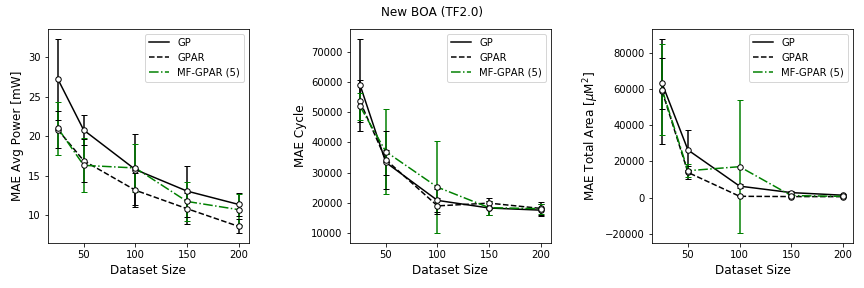 New BOA (TF2.0)
MAE Avg Power [mW]
35
30
25
20
15
10
GP
GPAR
MF-GPAR (5)
50
100
150
200
Dataset Size
MAE Cycle
70000
60000
50000
40000
30000
20000
10000
GP
GPAR
MF-GPAR (5)
50
100
150
200
Dataset Size
MAE Total Area [μM²]
80000
60000
40000
20000
0
−20000
GP
GPAR
MF-GPAR (5)
50
100
150
200
Dataset Size